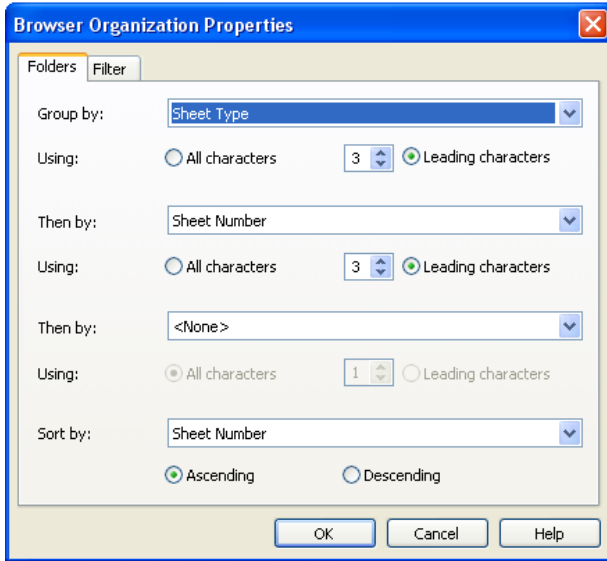 Browser Organization Properties
Folders Filter
Group by: Sheet Type
Using: All characters 3 Leading characters
Then by: Sheet Number
Using: All characters 3 Leading characters
Then by: <None>
Using: All characters 1 Leading characters
Sort by: Sheet Number
Ascending Descending
OK Cancel Help